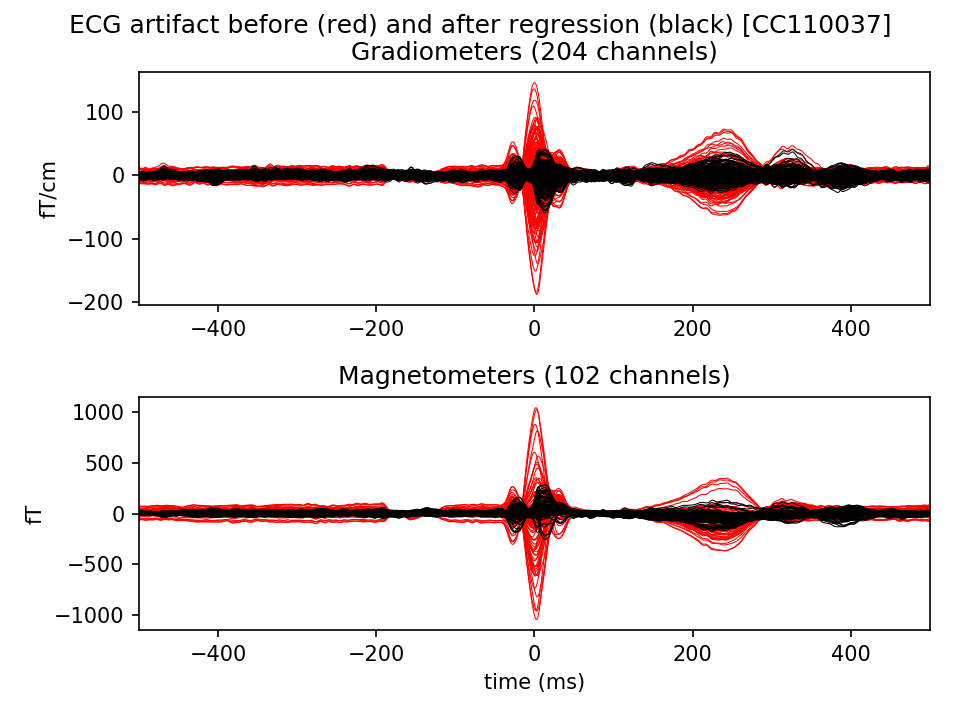 ECG artifact before (red) and after regression (black) [CC110037]
Gradiometers (204 channels)
100
0
−100
−200
fT/cm
−400 −200 0 200 400
Magnetometers (102 channels)
1000
500
0
−500
−1000
fT
−400 −200 0 200 400
time (ms)